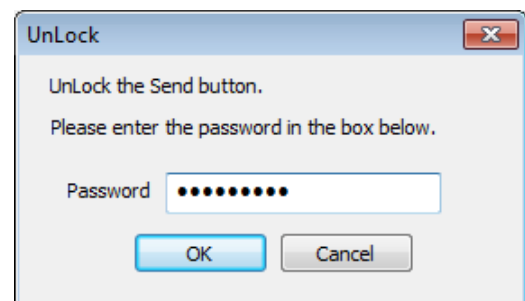 UnLock
UnLock the Send button.
Please enter the password in the box below.
Password •••••••••
OK Cancel